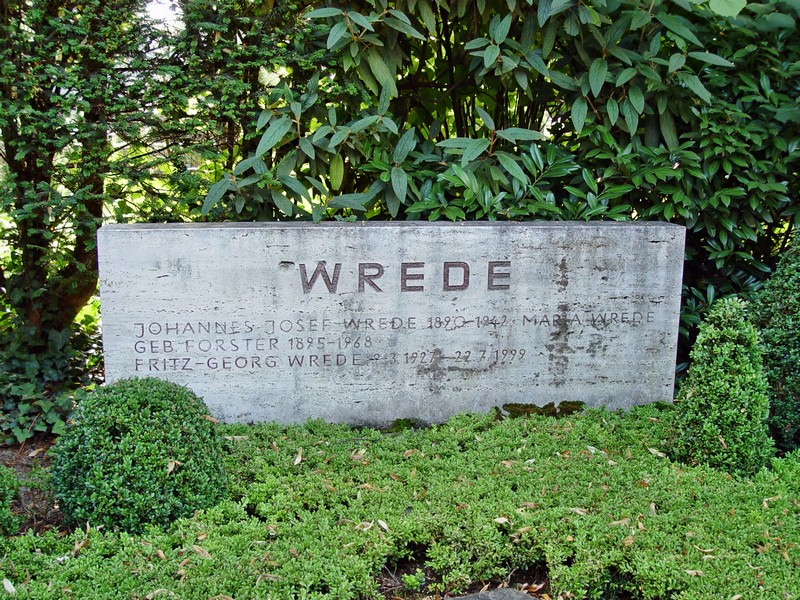 WREDE
JOHANNES JOSEF WREDE 1890-1942 MARIA WREDE
GEB FORSTER 1895-1968
FRITZ-GEORG WREDE 9.3.1927-22.7.1999